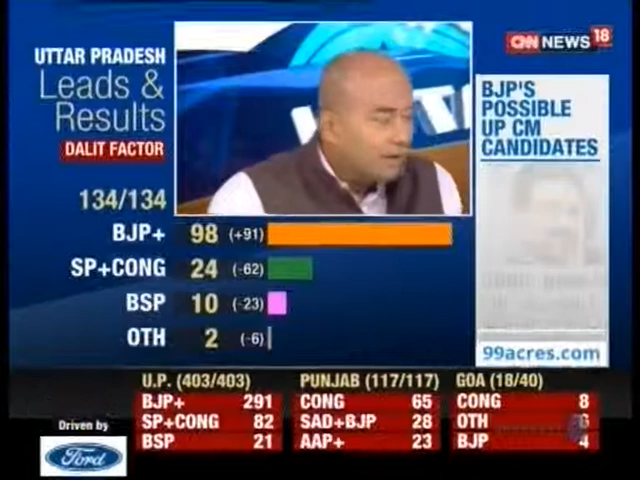 UTTAR PRADESH
Leads &
Results
DALIT FACTOR
CNN NEWS 18
BJP'S
POSSIBLE
UP CM
CANDIDATES
134/134
BJP+ 98 (+91)
SP+CONG 24 (-62)
BSP 10 (-23)
OTH 2 (-6)
99acres.com
U.P. (403/403) PUNJAB (117/117) GOA (18/40)
BJP+ 291 CONG 65 CONG 8
SP+CONG 82 SAD+BJP 28 OTH 6
BSP 21 AAP+ 23 BJP 4
Driven by
Ford